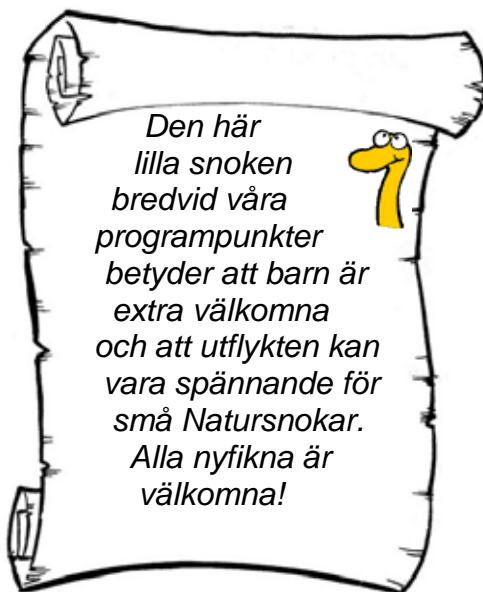 Den här
lilla snoken
bredvid våra
programpunkter
betyder att barn är
extra välkomna
och att utflykten kan
vara spännande för
små Natursnokar.
Alla nyfikna är
välkomna!